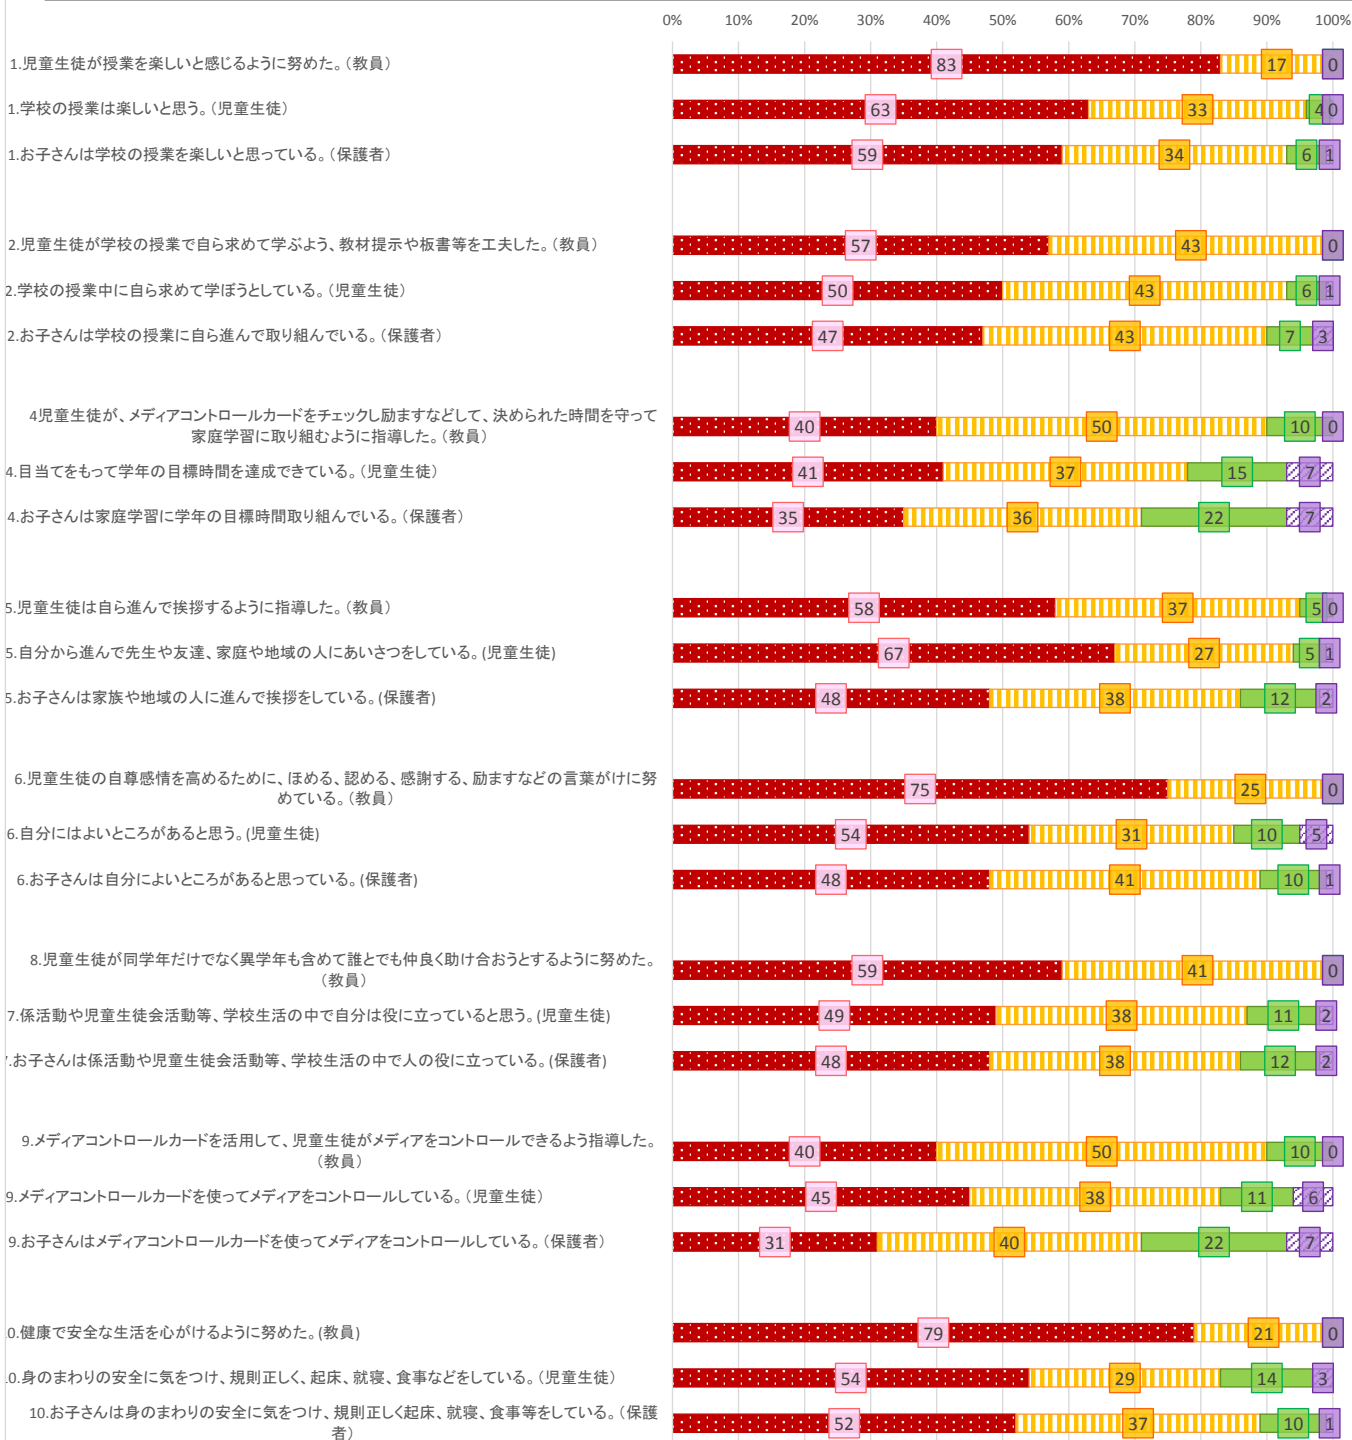 0% 10% 20% 30% 40% 50% 60% 70% 80% 90% 100%
1.児童生徒が授業を楽しいと感じるように努めた。（教員） 83 17 0
1.学校の授業は楽しいと思う。（児童生徒） 63 33 4 0
1.お子さんは学校の授業を楽しいと思っている。（保護者） 59 34 6 1
2.児童生徒が学校の授業で自ら求めて学ぶよう、教材提示や板書等を工夫した。（教員） 57 43 0
2.学校の授業中に自ら求めて学ぼうとしている。（児童生徒） 50 43 6 1
2.お子さんは学校の授業に自ら進んで取り組んでいる。（保護者） 47 43 7 3
4児童生徒が、メディアコントロールカードをチェックし励ますなどして、決められた時間を守って
家庭学習に取り組むように指導した。（教員） 40 50 10 0
4.目当てをもって学年の目標時間を達成できている。（児童生徒） 41 37 15 7
4.お子さんは家庭学習に学年の目標時間取り組んでいる。（保護者） 35 36 22 7
5.児童生徒は自ら進んで挨拶するように指導した。（教員） 58 37 5 0
5.自分から進んで先生や友達、家庭や地域の人にあいさつをしている。(児童生徒) 67 27 5 1
5.お子さんは家族や地域の人に進んで挨拶をしている。(保護者) 48 38 12 2
6.児童生徒の自尊感情を高めるために、ほめる、認める、感謝する、励ますなどの言葉がけに努
めている。（教員） 75 25 0
6.自分にはよいところがあると思う。(児童生徒) 54 31 10 5
6.お子さんは自分によいところがあると思っている。(保護者) 48 41 10 1
8.児童生徒が同学年だけでなく異学年も含めて誰とでも仲良く助け合おうとするように努めた。
（教員） 59 41 0
7.係活動や児童生徒会活動等、学校生活の中で自分は役に立っていると思う。(児童生徒) 49 38 11 2
.お子さんは係活動や児童生徒会活動等、学校生活の中で人の役に立っている。(保護者) 48 38 12 2
9.メディアコントロールカードを活用して、児童生徒がメディアをコントロールできるよう指導した。
（教員） 40 50 10 0
9.メディアコントロールカードを使ってメディアをコントロールしている。（児童生徒） 45 38 11 6
9.お子さんはメディアコントロールカードを使ってメディアをコントロールしている。（保護者） 31 40 22 7
0.健康で安全な生活を心がけるように努めた。(教員) 79 21 0
0.身のまわりの安全に気をつけ、規則正しく、起床、就寝、食事などをしている。（児童生徒） 54 29 14 3
10.お子さんは身のまわりの安全に気をつけ、規則正しく起床、就寝、食事等をしている。（保護
者） 52 37 10 1